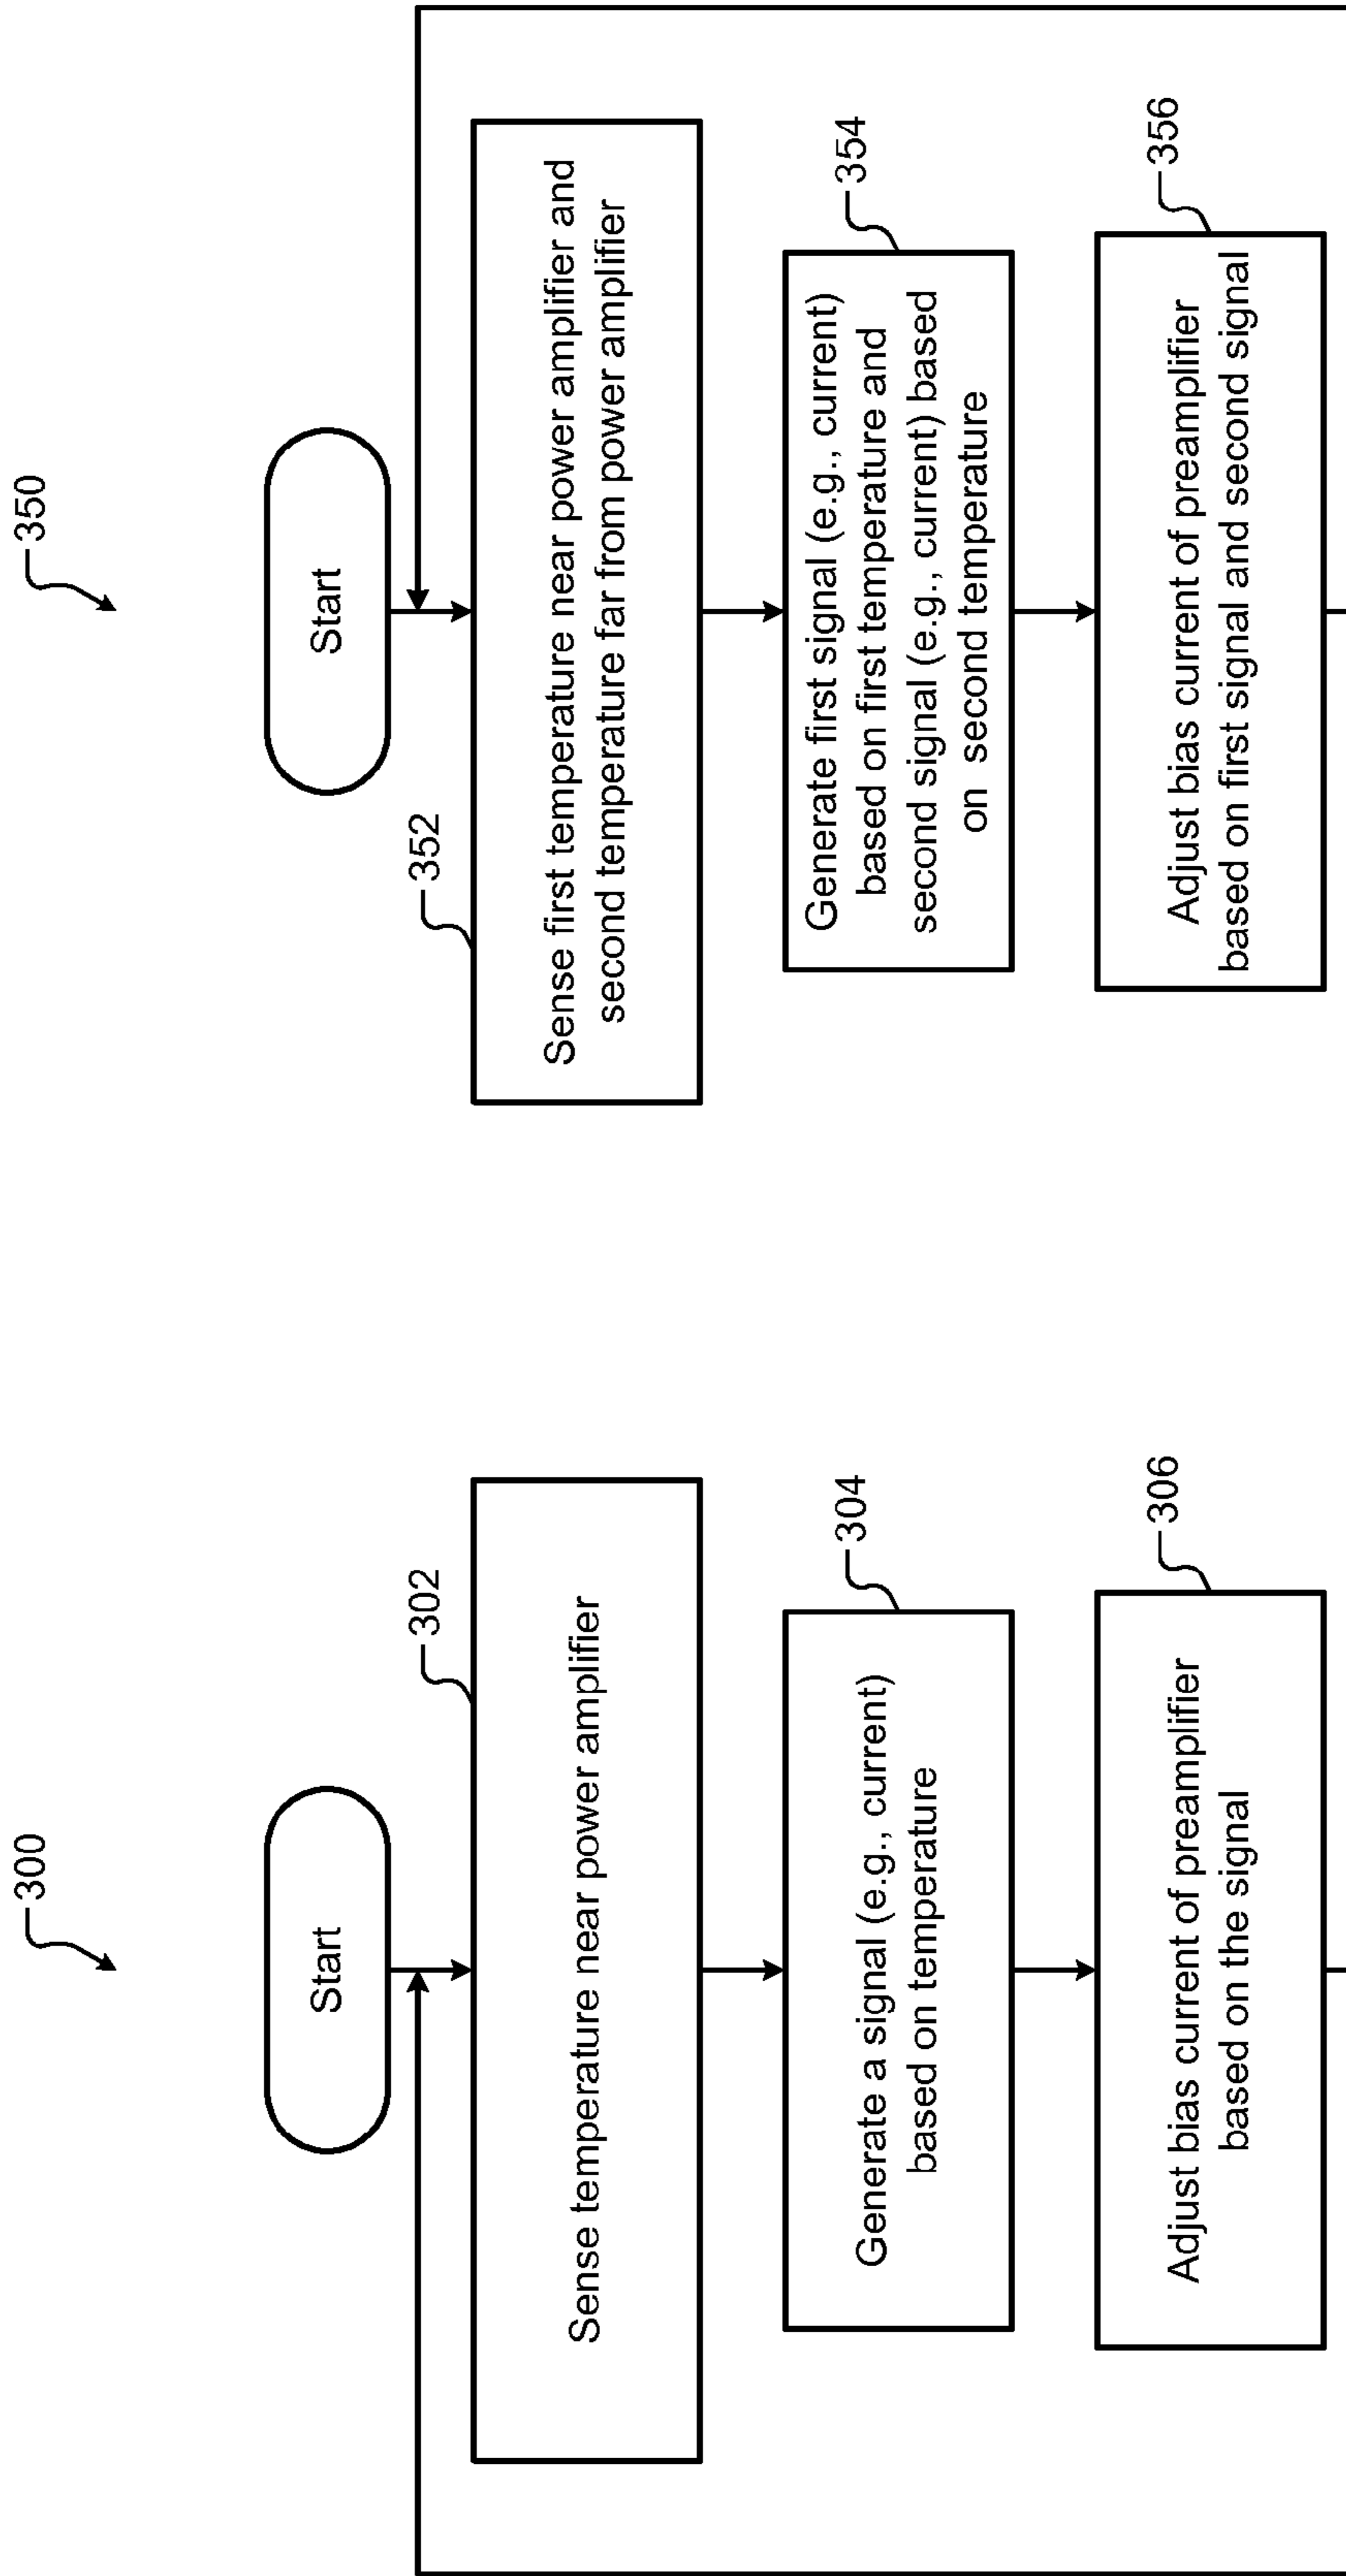 300
Start
302
Sense temperature near power amplifier
304
Generate a signal (e.g., current)
based on temperature
306
Adjust bias current of preamplifier
based on the signal
350
Start
352
Sense first temperature near power amplifier and
second temperature far from power amplifier
354
Generate first signal (e.g., current)
based on first temperature and
second signal (e.g., current) based
on second temperature
356
Adjust bias current of preamplifier
based on first signal and second signal